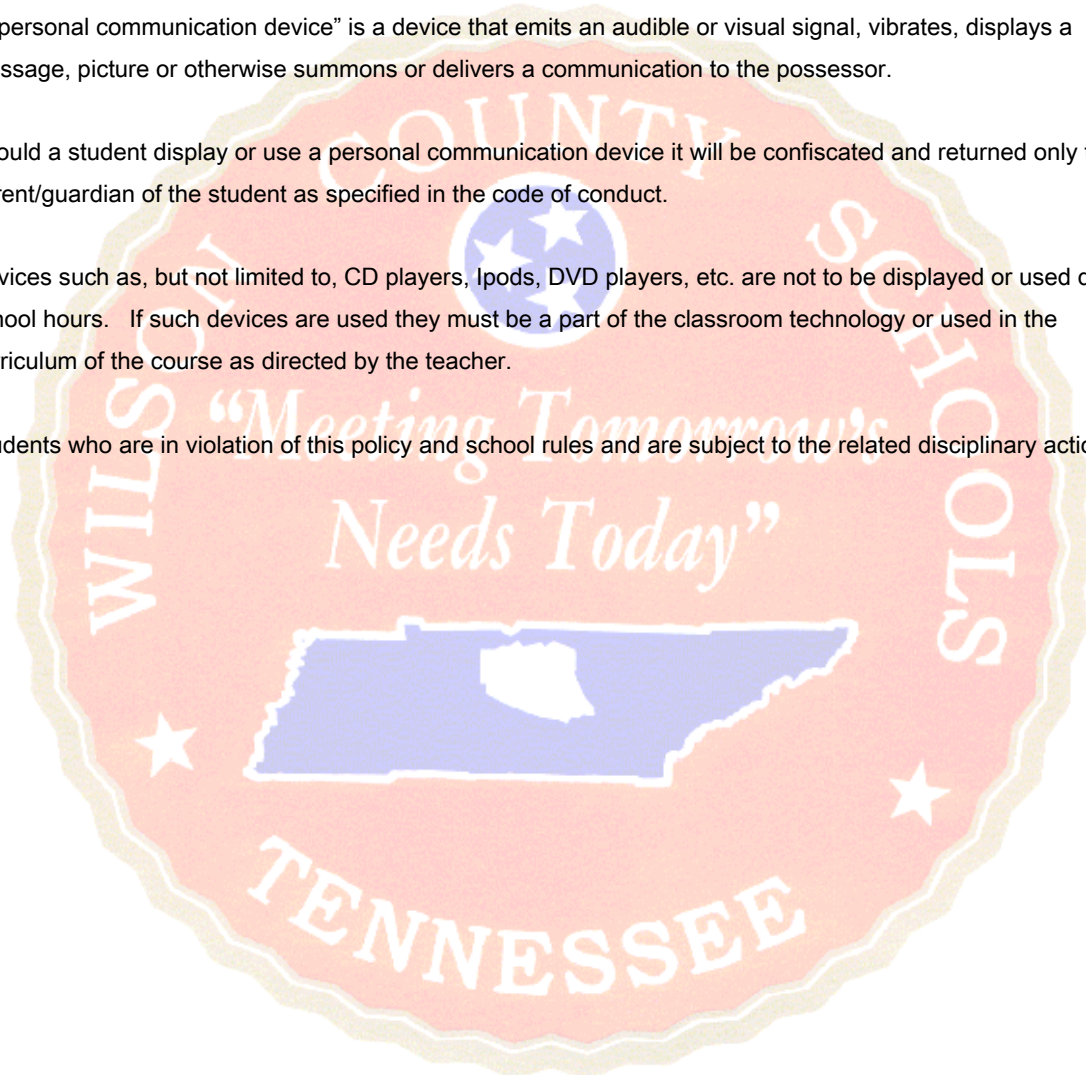 personal communication device” is a device that emits an audible or visual signal, vibrates, displays a
ssage, picture or otherwise summons or delivers a communication to the possessor.
ould a student display or use a personal communication device it will be confiscated and returned only
rent/guardian of the student as specified in the code of conduct.
vices such as, but not limited to, CD players, Ipods, DVD players, etc. are not to be displayed or used
hool hours. If such devices are used they must be a part of the classroom technology or used in the
rriculum of the course as directed by the teacher.
udents who are in violation of this policy and school rules and are subject to the related disciplinary actio
WILSON COUNTY SCHOOLS
“Meeting Tomorrow's
Needs Today”
TENNESSEE